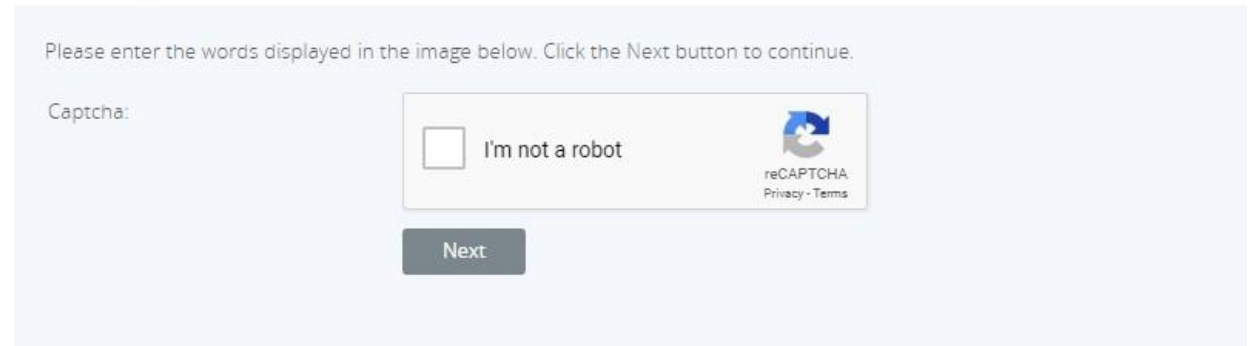 Please enter the words displayed in the image below. Click the Next button to continue.
Captcha:
I'm not a robot
reCAPTCHA
Privacy - Terms
Next